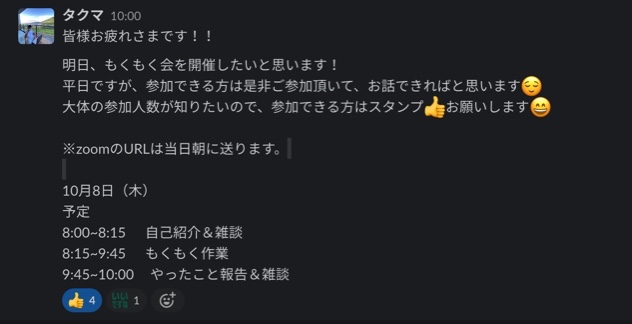 タクマ 10:00
皆様お疲れさまです！！
明日、もくもく会を開催したいと思います！
平日ですが、参加できる方は是非ご参加頂いて、お話できればと思います😌
大体の参加人数が知りたいので、参加できる方はスタンプ👍お願いします😄
※zoomのURLは当日朝に送ります。
10月8日（木）
予定
8:00~8:15 自己紹介＆雑談
8:15~9:45 もくもく作業
9:45~10:00 やったこと報告＆雑談
👍 4 いいですね 1